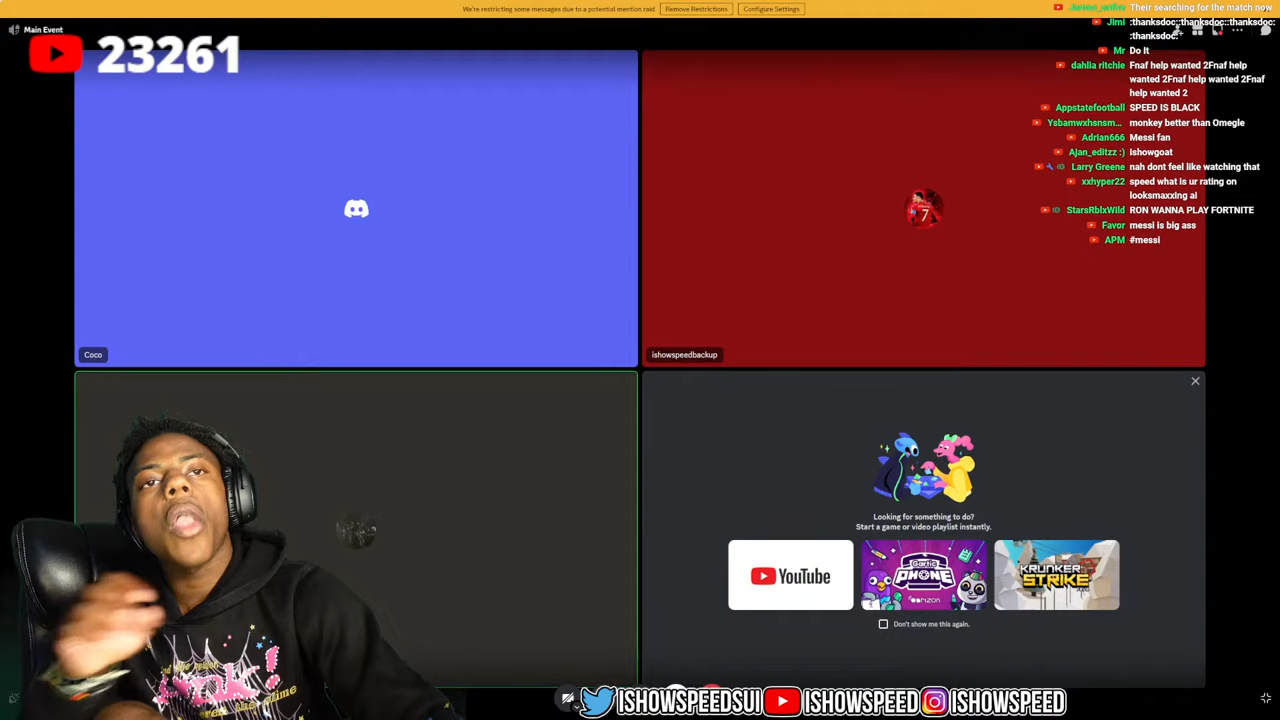 We're restricting some messages due to a potential mention raid
Remove Restrictions
Configure Settings
Main Event
23261
Their searching for the match now
Jimi :thanksdoc::thanksdoc::thanksdoc:
:thanksdoc:
Mr Do It
dahlia ritchie Fnaf help wanted 2Fnaf help
wanted 2Fnaf help wanted 2Fnaf
help wanted 2
Appstatefootball SPEED IS BLACK
Ysbamwxhsnsm... monkey better than Omegle
Adrian666 Messi fan
Ajan_editzz :) ishowgoat
Larry Greene nah dont feel like watching that
xxhyper22 speed what is ur rating on
looksmaxxing ai
StarsRblxWild RON WANNA PLAY FORTNITE
Favor messi is big ass
APM #messi
7
Coco
ishowspeedbackup
Looking for something to do?
Start a game or video playlist instantly.
YouTube
Gartic
PHONE
KRUNKER
STRIKE
Don't show me this again.
ISHOWSPEEDSUI
ISHOWSPEED
ISHOWSPEED